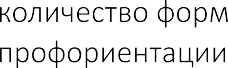 количество форм
профориентации